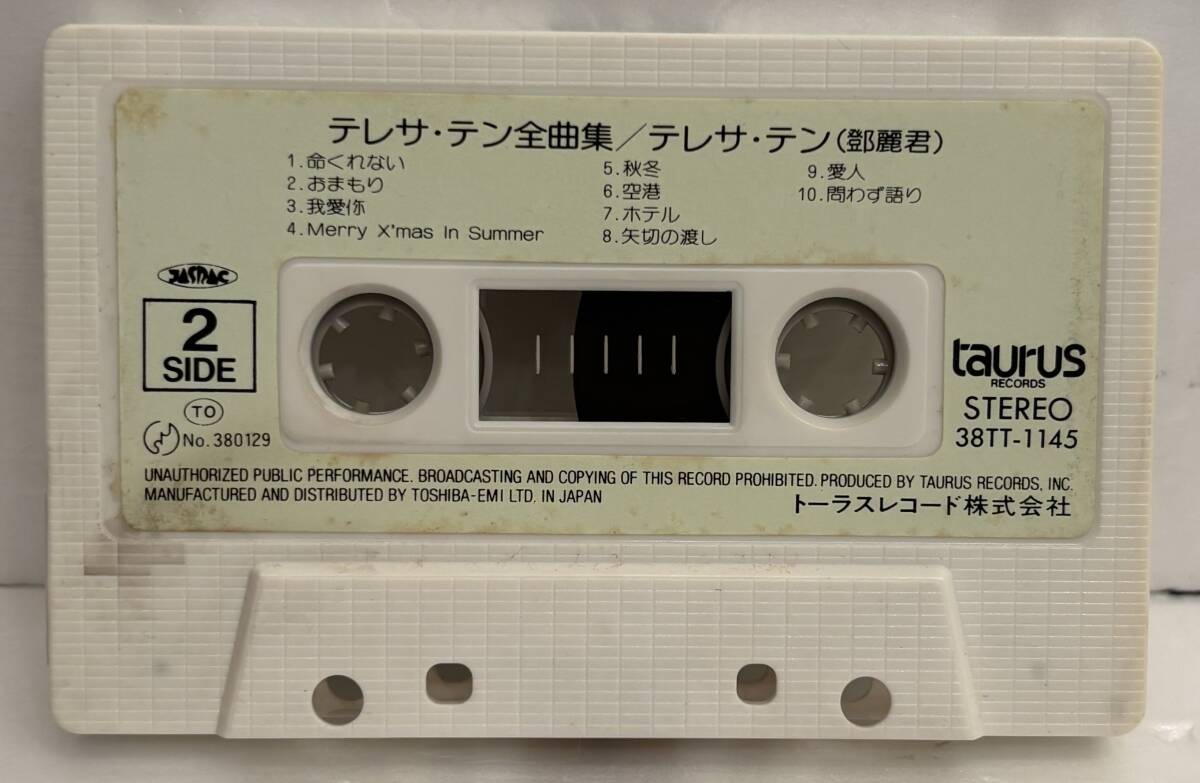 テレサ・テン全曲集／テレサ・テン(鄧麗君)
1.命くれない
2.おまもり
3.我愛你
4.Merry X'mas In Summer
5.秋冬
6.空港
7.ホテル
8.矢切の渡し
9.愛人
10.問わず語り
JASRAC
2
SIDE
TO
No.380129
taurus
RECORDS
STEREO
38TT-1145
UNAUTHORIZED PUBLIC PERFORMANCE. BROADCASTING AND COPYING OF THIS RECORD PROHIBITED. PRODUCED BY TAURUS RECORDS, INC.
MANUFACTURED AND DISTRIBUTED BY TOSHIBA-EMI LTD. IN JAPAN
トーラスレコード株式会社